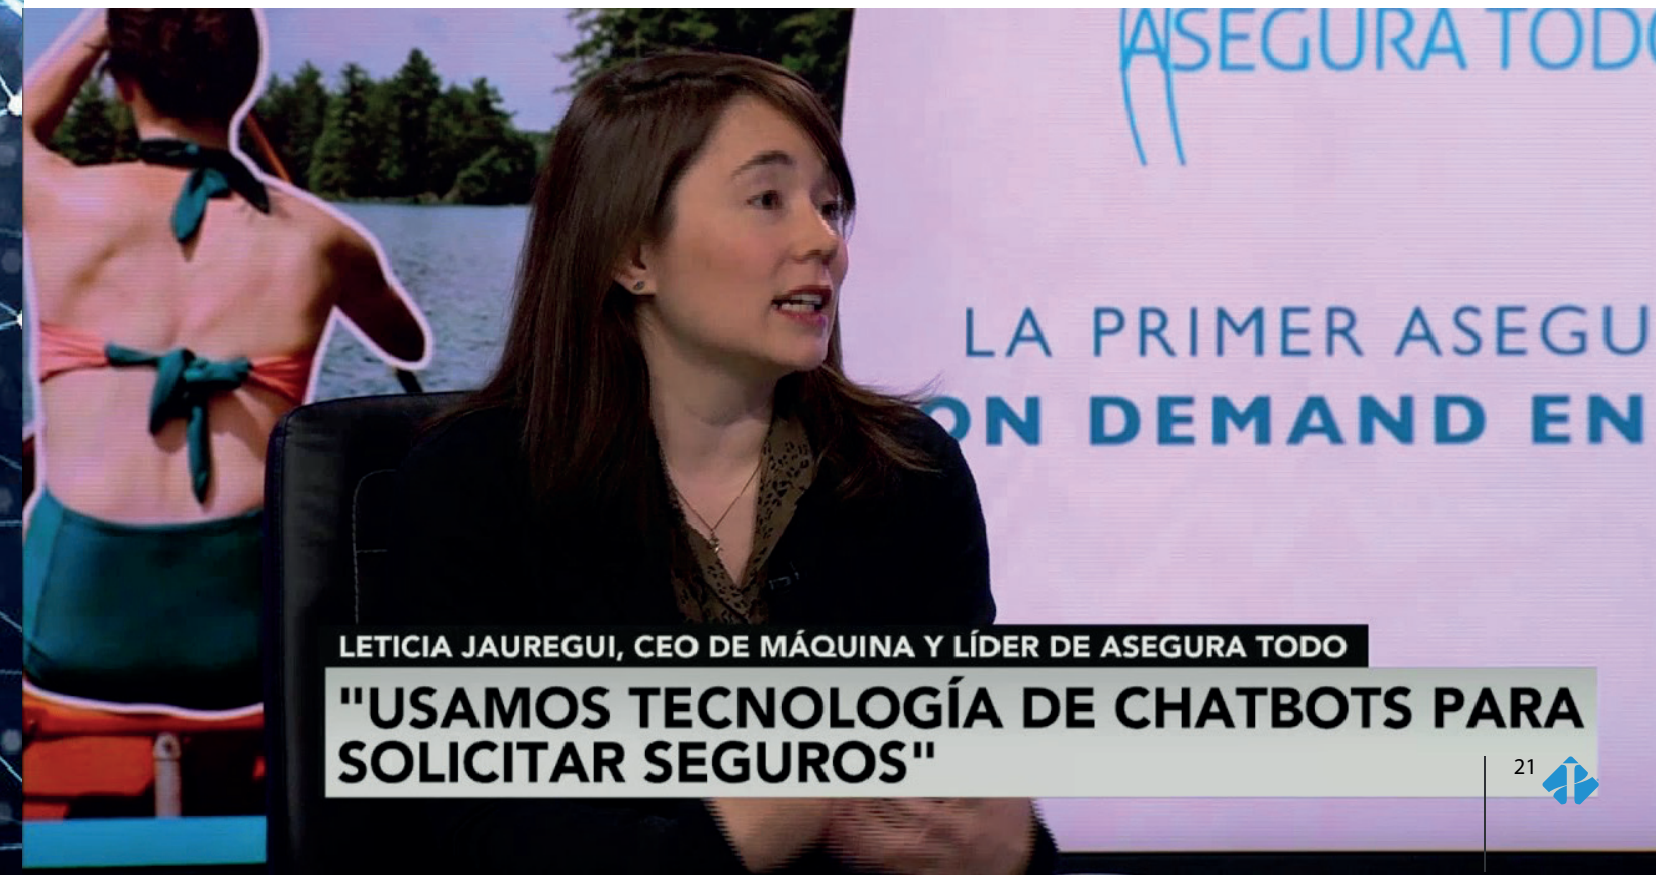 ASEGURA TODO
LA PRIMER ASEGU
ON DEMAND EN
LETICIA JAUREGUI, CEO DE MÁQUINA Y LÍDER DE ASEGURA TODO
"USAMOS TECNOLOGÍA DE CHATBOTS PARA
SOLICITAR SEGUROS"
21